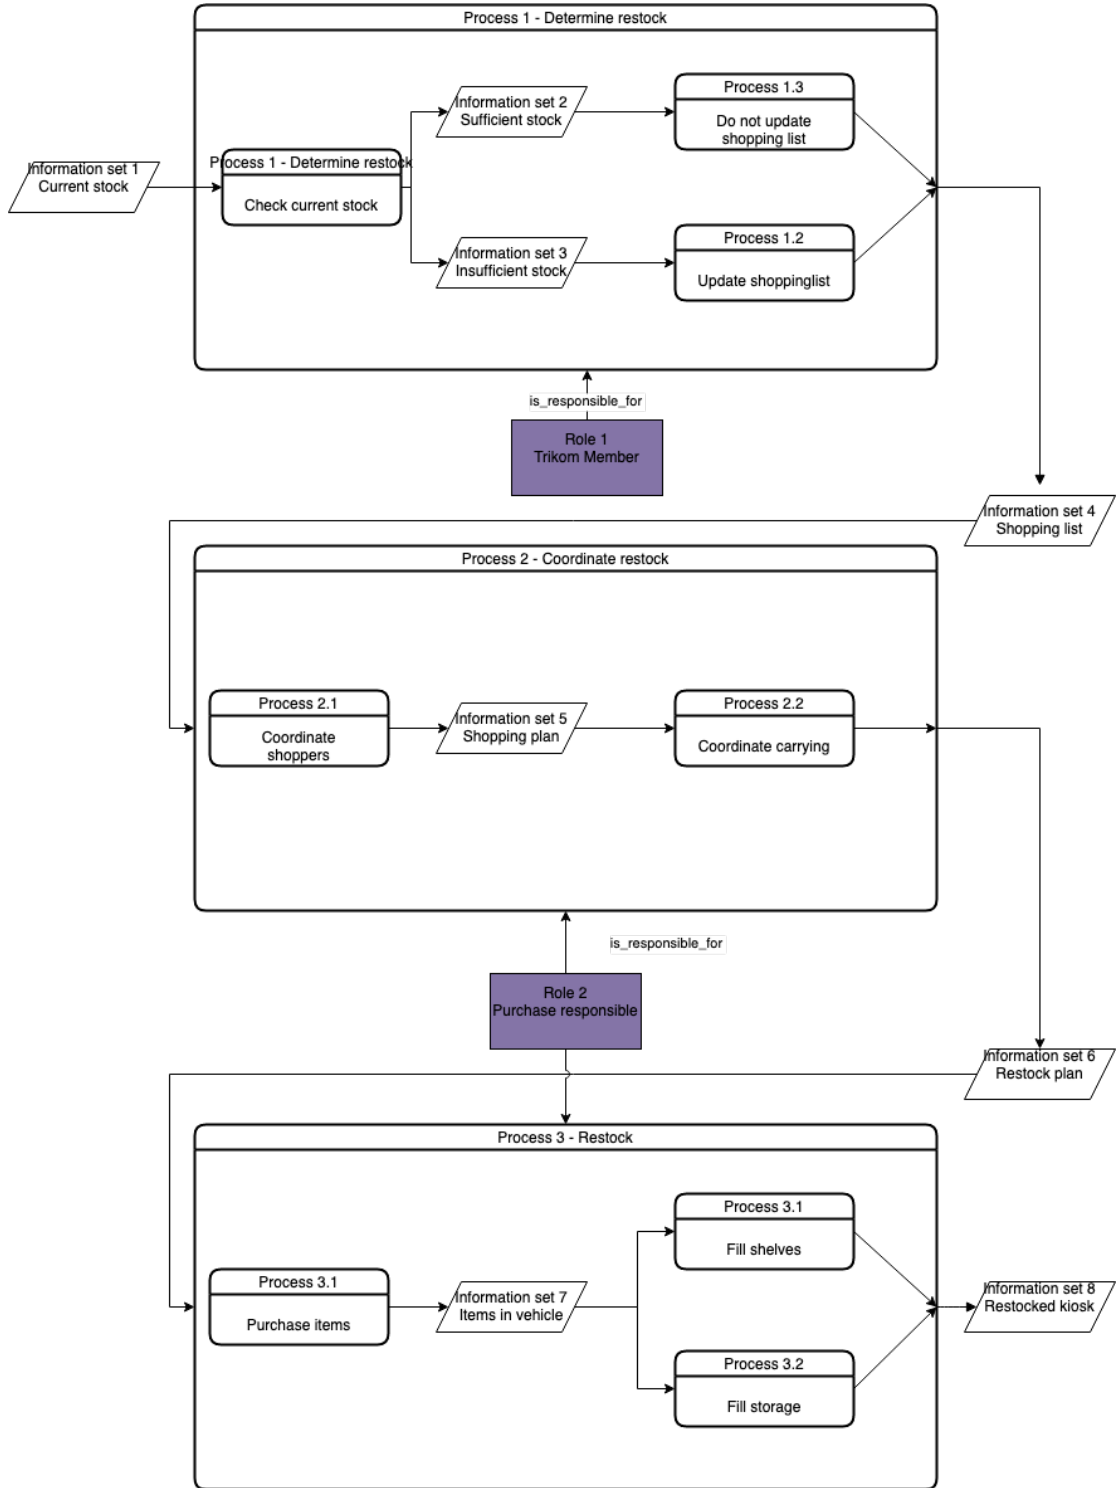 Process 1 - Determine restock
Information set 1
Current stock
Process 1 - Determine restock
Check current stock
Information set 2
Sufficient stock
Process 1.3
Do not update
shopping list
Information set 3
Insufficient stock
Process 1.2
Update shoppinglist
is_responsible_for
Role 1
Trikom Member
Information set 4
Shopping list
Process 2 - Coordinate restock
Process 2.1
Coordinate
shoppers
Information set 5
Shopping plan
Process 2.2
Coordinate carrying
is_responsible_for
Role 2
Purchase responsible
Information set 6
Restock plan
Process 3 - Restock
Process 3.1
Purchase items
Information set 7
Items in vehicle
Process 3.1
Fill shelves
Process 3.2
Fill storage
Information set 8
Restocked kiosk